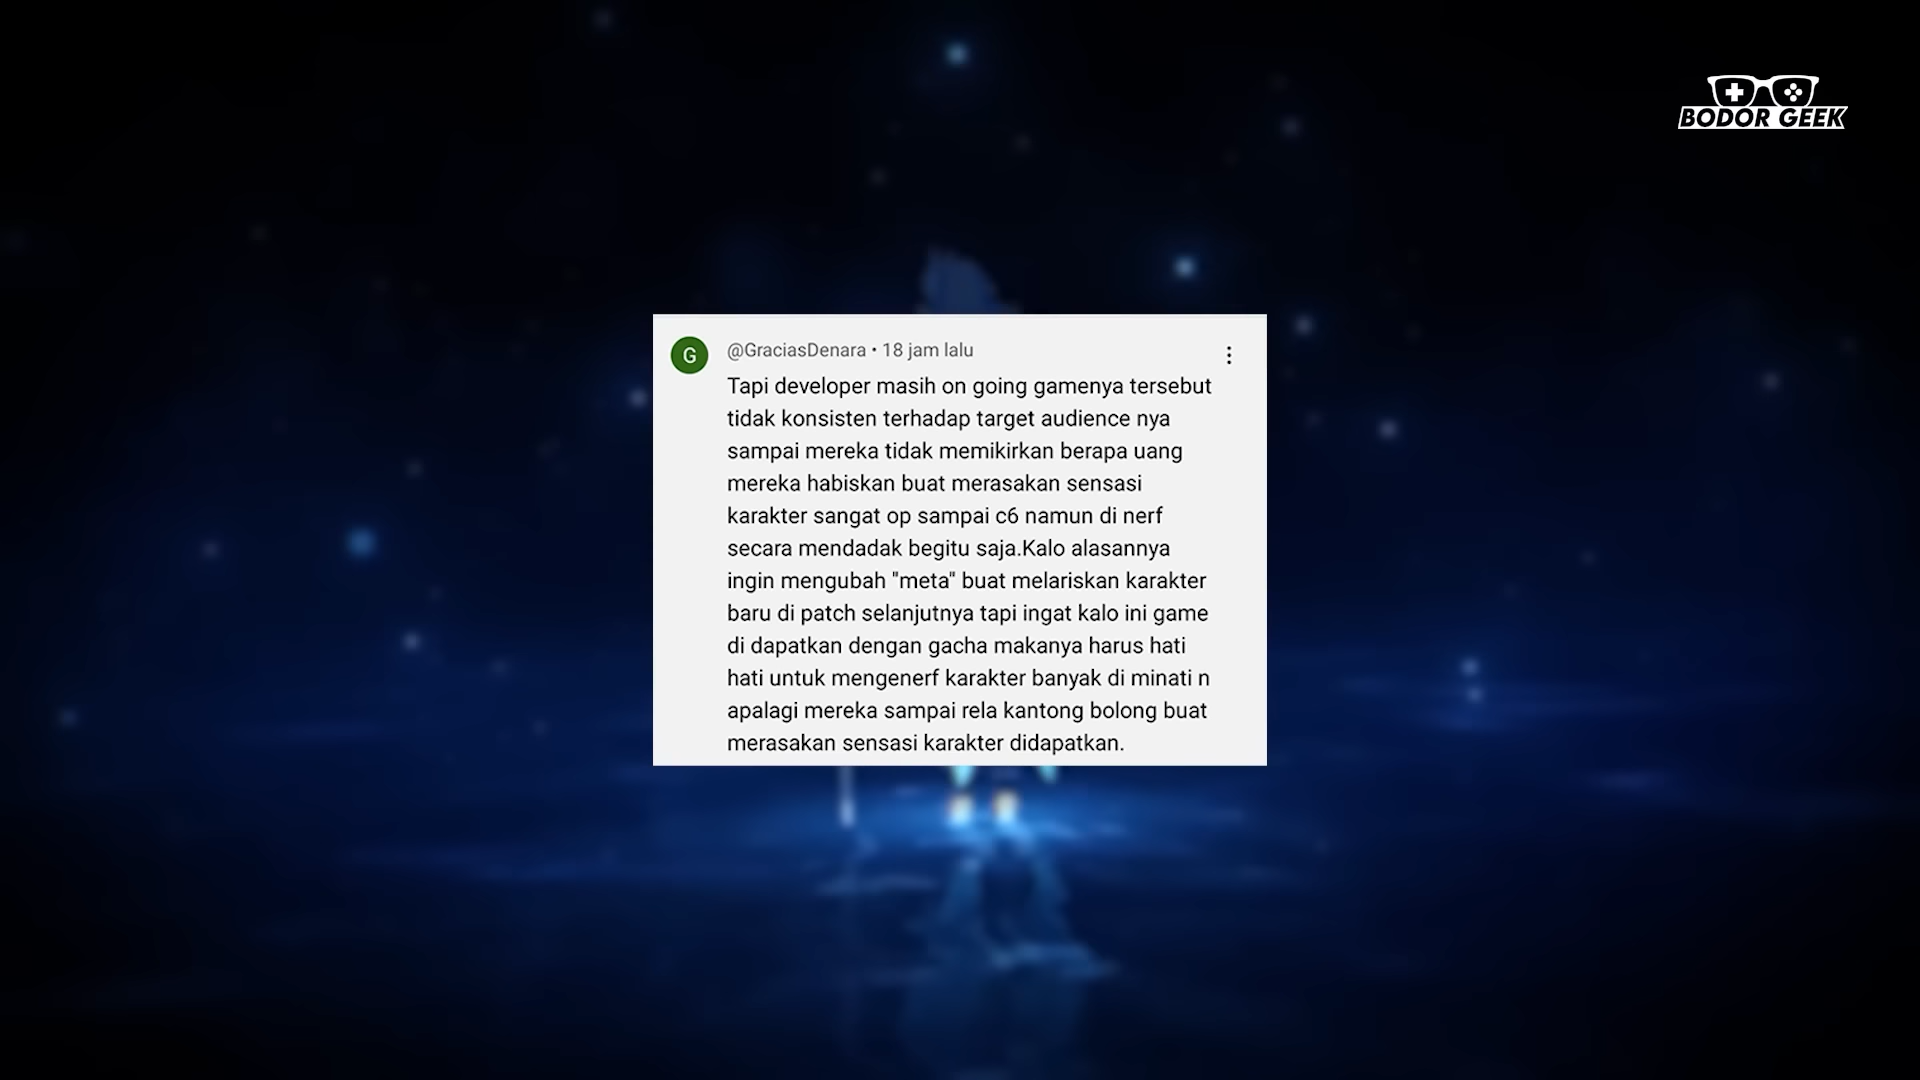 BODOR GEEK
G
@GraciasDenara • 18 jam lalu
Tapi developer masih on going gamenya tersebut
tidak konsisten terhadap target audience nya
sampai mereka tidak memikirkan berapa uang
mereka habiskan buat merasakan sensasi
karakter sangat op sampai c6 namun di nerf
secara mendadak begitu saja.Kalo alasannya
ingin mengubah "meta" buat melariskan karakter
baru di patch selanjutnya tapi ingat kalo ini game
di dapatkan dengan gacha makanya harus hati
hati untuk mengenerf karakter banyak di minati n
apalagi mereka sampai rela kantong bolong buat
merasakan sensasi karakter didapatkan.